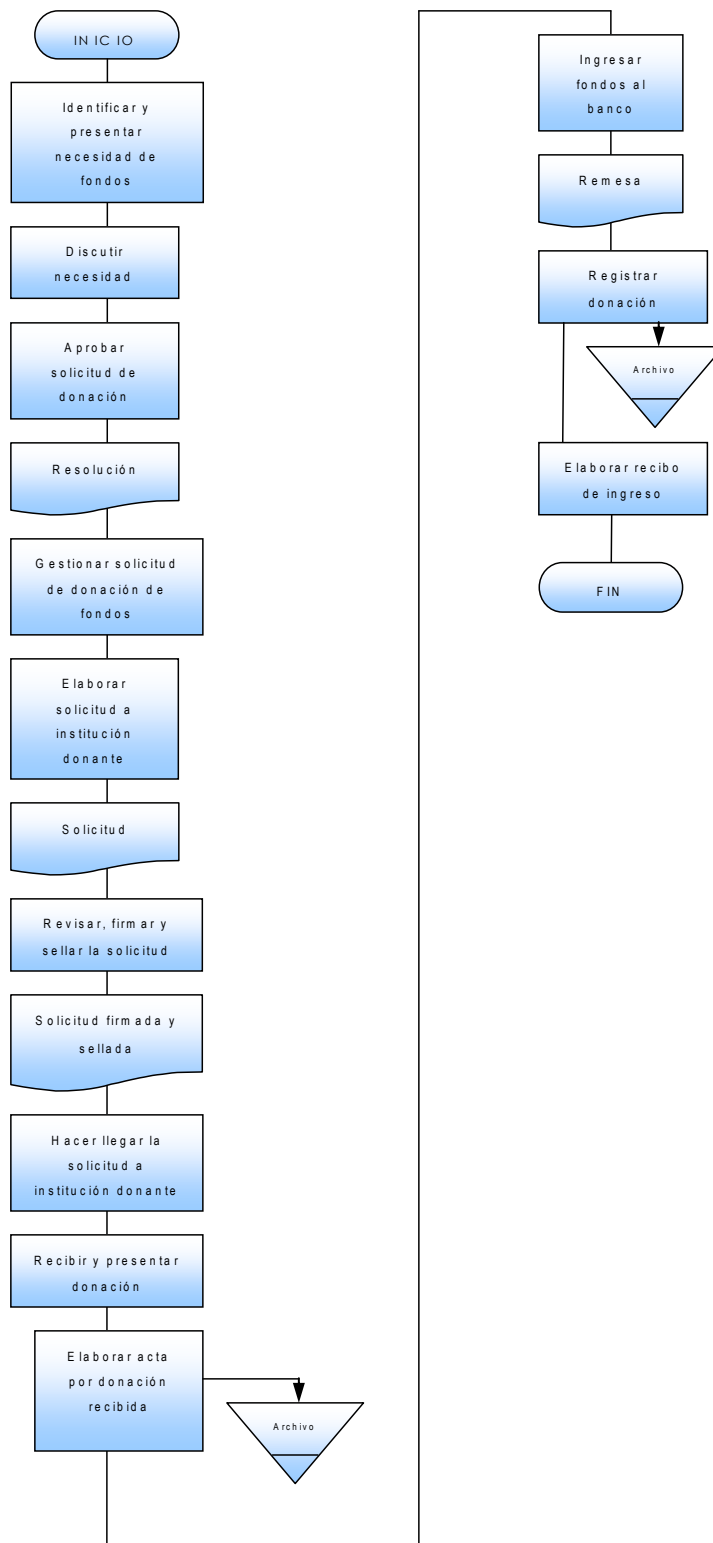 INICIO
Identificar y
presentar
necesidad de
fondos
Discutir
necesidad
Aprobar
solicitud de
donación
Resolución
Gestionar solicitud
de donación de
fondos
Elaborar
solicitud a
institución
donante
Solicitud
Revisar, firmar y
sellar la solicitud
Solicitud firmada y
sellada
Hacer llegar la
solicitud a
institución donante
Recibir y presentar
donación
Elaborar acta
por donación
recibida
Archivo
Ingresar
fondos al
banco
Remesa
Registrar
donación
Archivo
Elaborar recibo
de ingreso
FIN